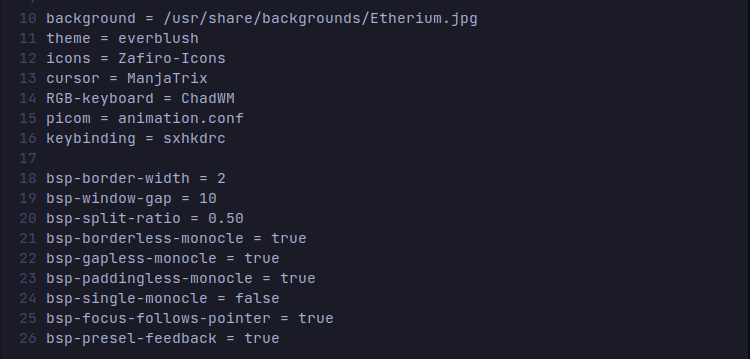 10 background = /usr/share/backgrounds/Etherium.jpg
11 theme = everblush
12 icons = Zafiro-Icons
13 cursor = ManjaTrix
14 RGB-keyboard = ChadWM
15 picom = animation.conf
16 keybinding = sxhkdrc
17
18 bsp-border-width = 2
19 bsp-window-gap = 10
20 bsp-split-ratio = 0.50
21 bsp-borderless-monocle = true
22 bsp-gapless-monocle = true
23 bsp-paddingless-monocle = true
24 bsp-single-monocle = false
25 bsp-focus-follows-pointer = true
26 bsp-presel-feedback = true